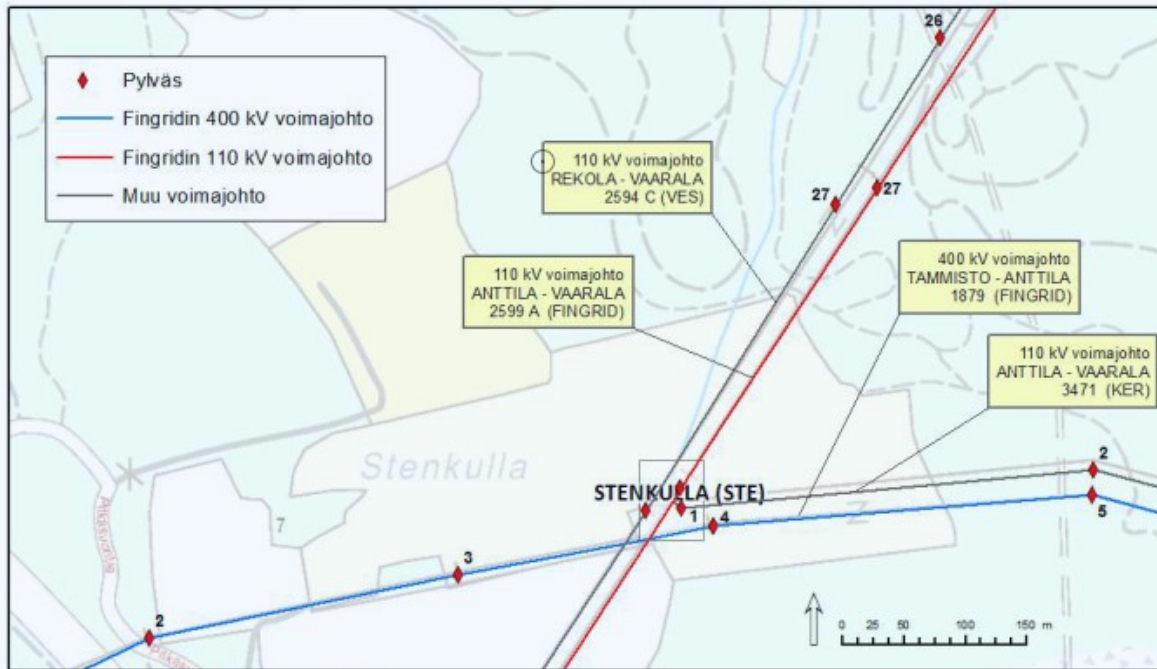 Pylväs
Fingridin 400 kV voimajohto
Fingridin 110 kV voimajohto
Muu voimajohto
26
110 kV voimajohto
REKOLA - VAARALA
2594 C (VES)
27
27
110 kV voimajohto
ANTTILA - VAARALA
2599 A (FINGRID)
400 kV voimajohto
TAMMISTO - ANTTILA
1879 (FINGRID)
110 kV voimajohto
ANTTILA - VAARALA
3471 (KER)
Stenkulla
STENKULLA (STE)
2
1
4
5
Z
7
3
2
0 25 50 100 150 m